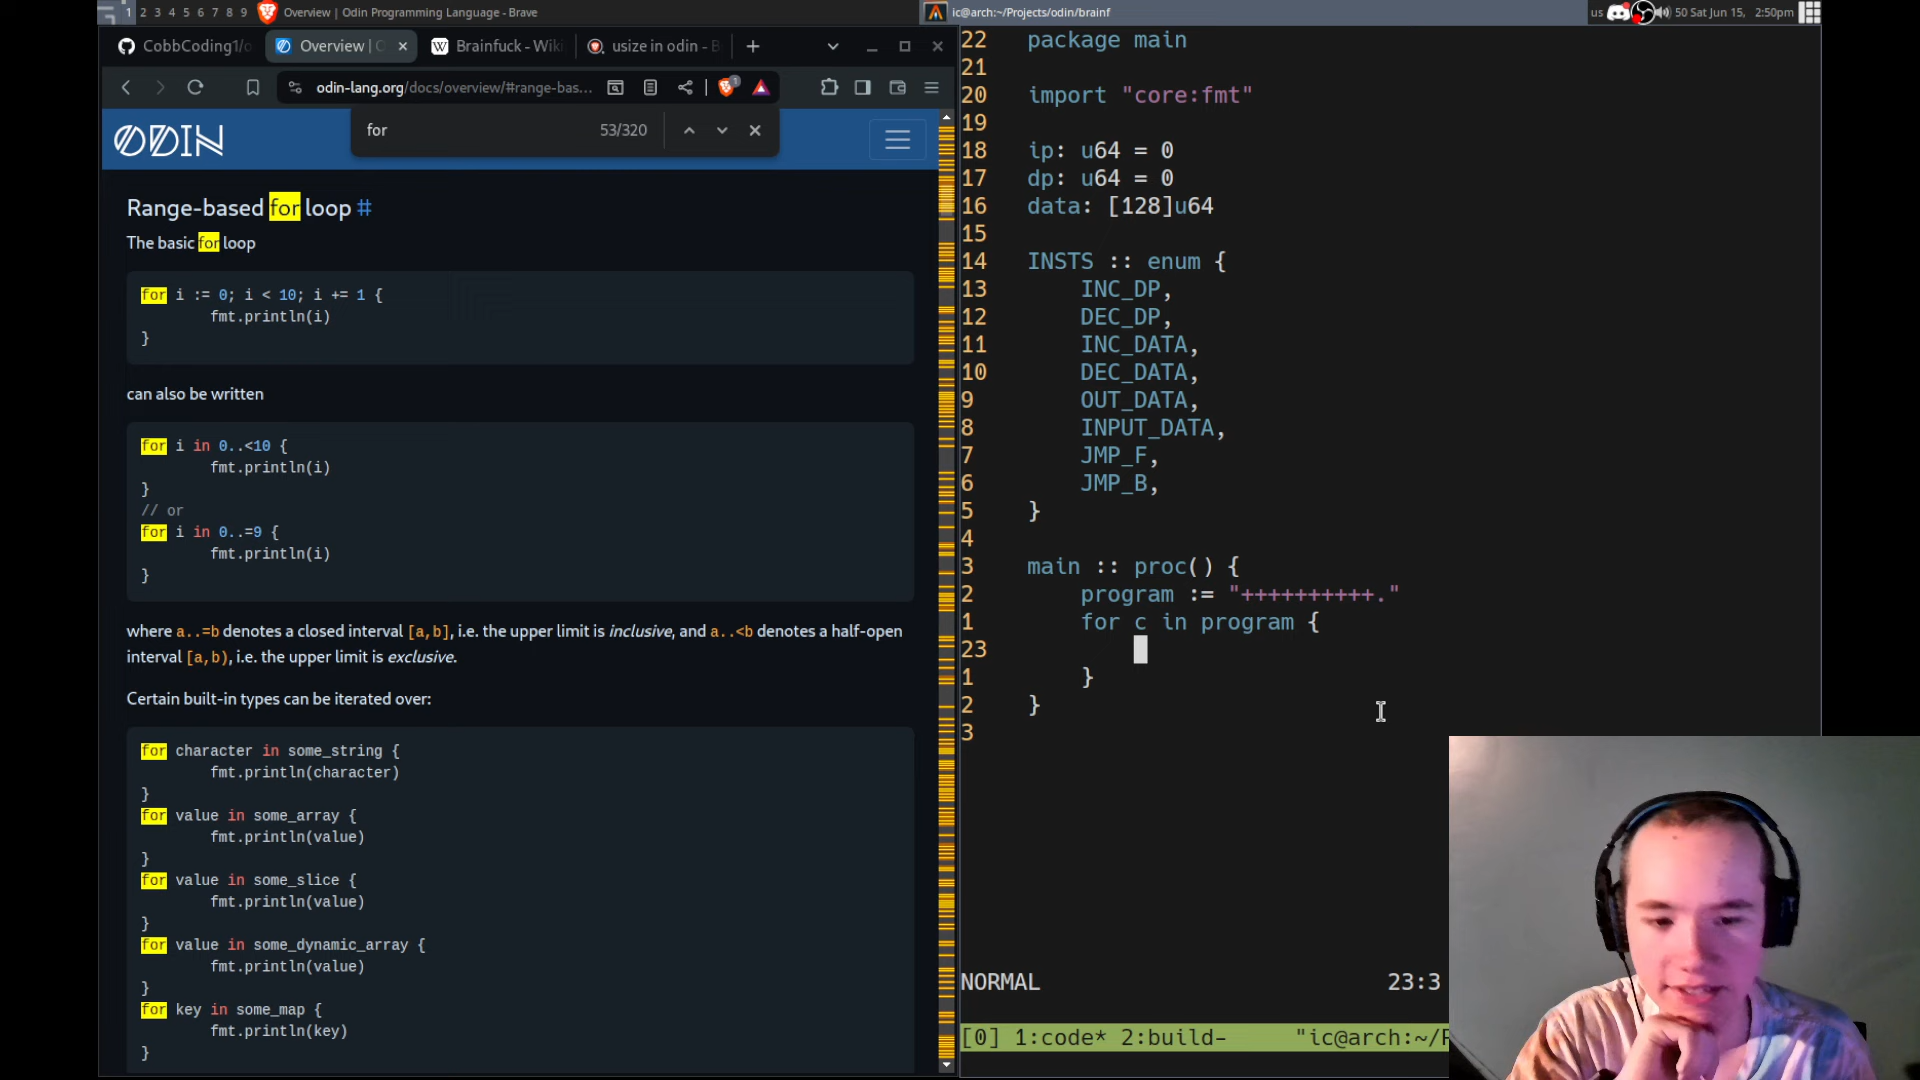 1 2 3 4 5 6 7 8 9 Overview | Odin Programming Language - Brave
ic@arch:~/Projects/odin/brainf
us 50 Sat Jun 15, 2:50pm
CobbCoding1/o
Overview | O
Brainfuck - Wiki
usize in odin - B
odin-lang.org/docs/overview/#range-bas...
for 53/320
ODIN
Range-based for loop #
The basic for loop
for i := 0; i < 10; i += 1 {
fmt.println(i)
}
can also be written
for i in 0..<10 {
fmt.println(i)
}
// or
for i in 0..=9 {
fmt.println(i)
}
where a..=b denotes a closed interval [a,b], i.e. the upper limit is inclusive, and a..<b denotes a half-open
interval [a,b), i.e. the upper limit is exclusive.
Certain built-in types can be iterated over:
for character in some_string {
fmt.println(character)
}
for value in some_array {
fmt.println(value)
}
for value in some_slice {
fmt.println(value)
}
for value in some_dynamic_array {
fmt.println(value)
}
for key in some_map {
fmt.println(key)
}
22 package main
21
20 import "core:fmt"
19
18 ip: u64 = 0
17 dp: u64 = 0
16 data: [128]u64
15
14 INSTS :: enum {
13 INC_DP,
12 DEC_DP,
11 INC_DATA,
10 DEC_DATA,
9 OUT_DATA,
8 INPUT_DATA,
7 JMP_F,
6 JMP_B,
5 }
4
3 main :: proc() {
2 program := "++++++++++."
1 for c in program {
23
1 }
2 }
3
NORMAL 23:3
[0] 1:code* 2:build- "ic@arch:~/P